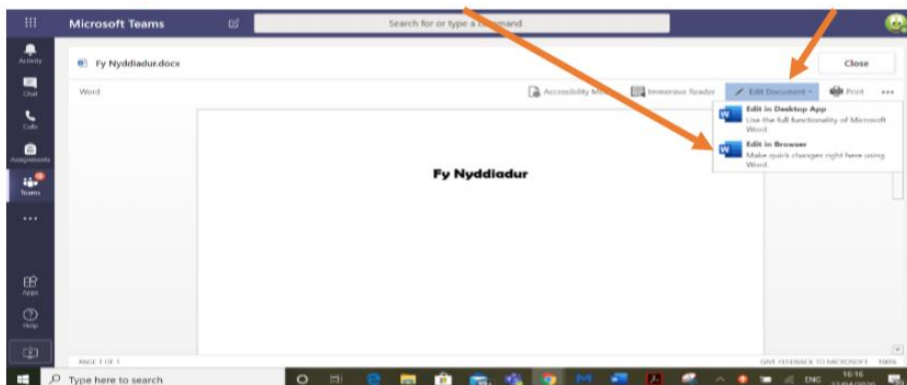 Microsoft Teams
Search for or type a command
Activity
Fy Nyddiadur.docx
Close
Chat
Word
Accessibility
Immersive Reader
Edit Document
Print
Calls
Edit in Desktop App
Use the full functionality of Microsoft
Word.
Assignments
Edit in Browser
Make quick changes right here using
Word.
Teams
Fy Nyddiadur
Apps
Help
PAGE 1 OF 1
GIVE FEEDBACK TO MICROSOFT
100%
Type here to search
ENG
16:16